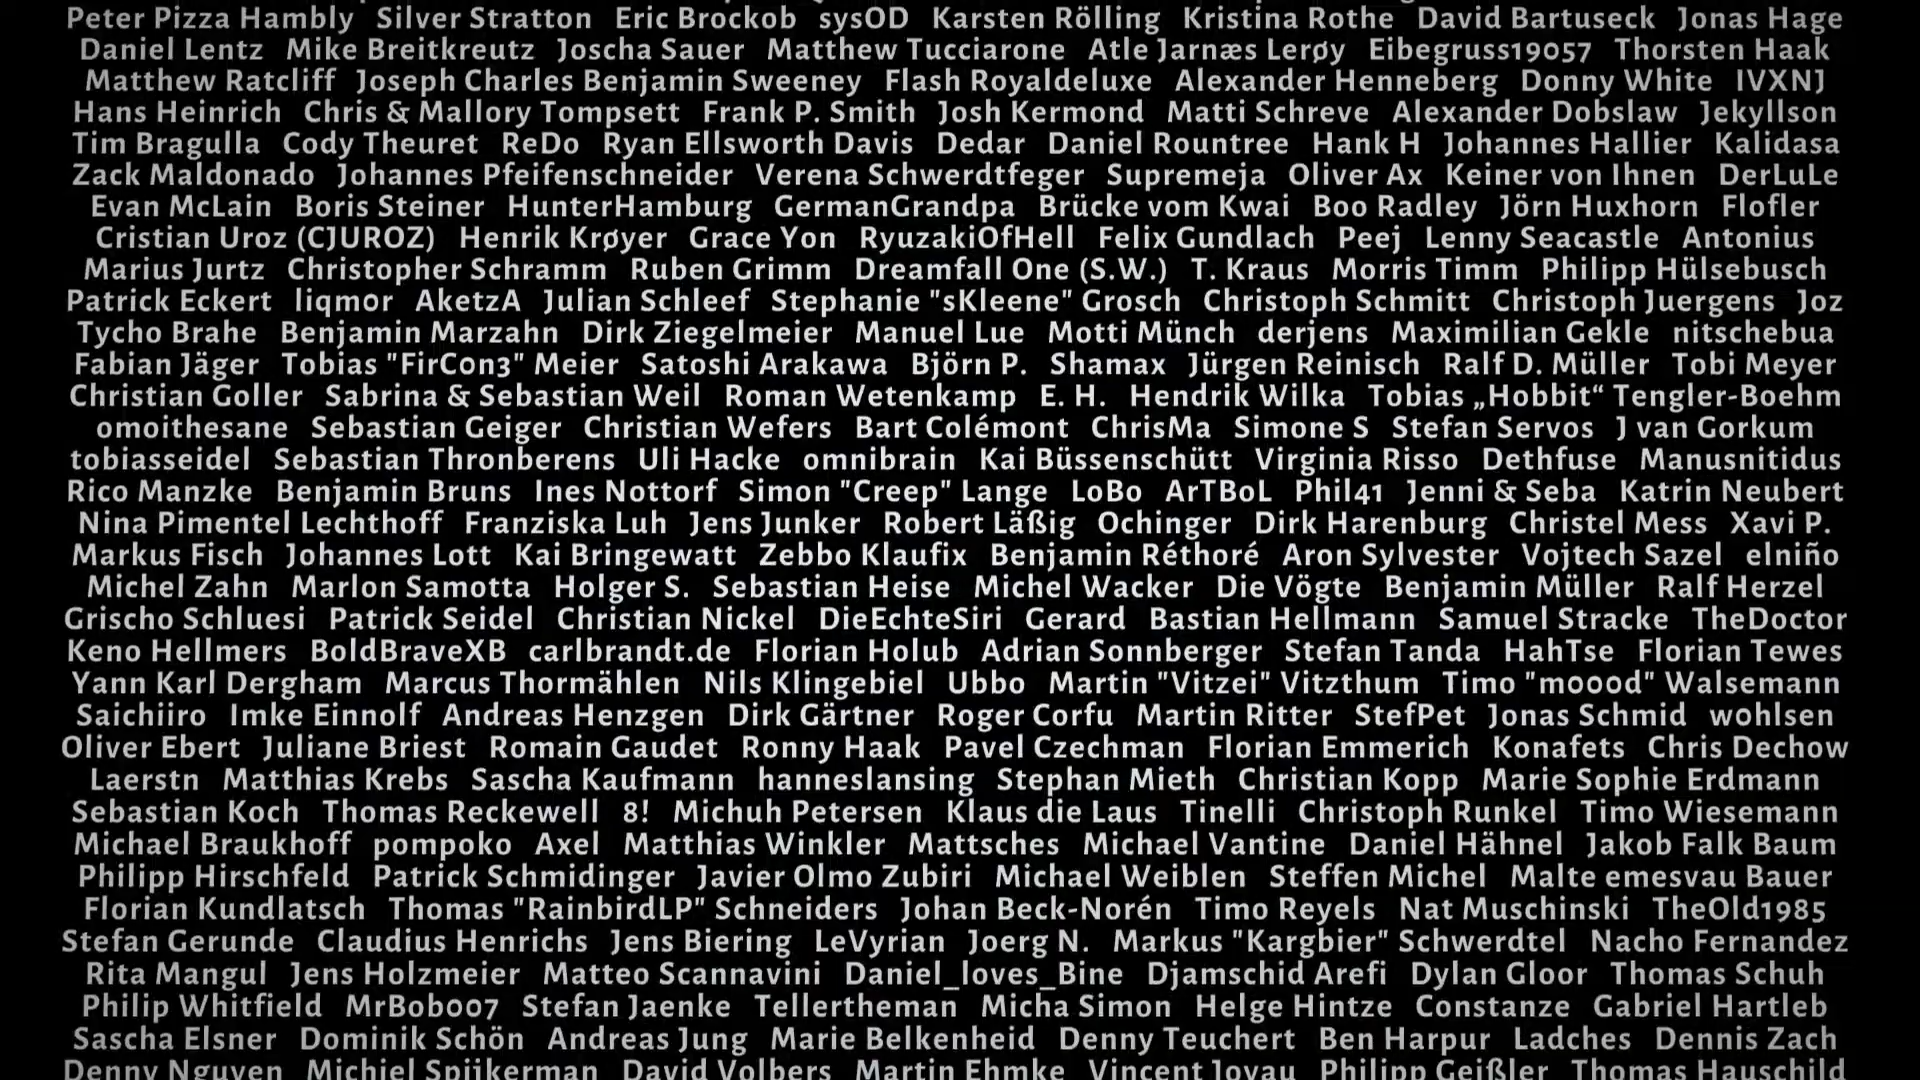 Peter Pizza Hambly Silver Stratton Eric Brockob sysOD Karsten Rölling Kristina Rothe David Bartuseck Jonas Hage
Daniel Lentz Mike Breitkreutz Joscha Sauer Matthew Tucciarone Atle Jarnæs Lerøy Eibegruss19057 Thorsten Haak
Matthew Ratcliff Joseph Charles Benjamin Sweeney Flash Royaldeluxe Alexander Henneberg Donny White IVXNJ
Hans Heinrich Chris & Mallory Tompsett Frank P. Smith Josh Kermond Matti Schreve Alexander Dobslaw Jekyllson
Tim Bragulla Cody Theuret ReDo Ryan Ellsworth Davis Dedar Daniel Rountree Hank H Johannes Hallier Kalidasa
Zack Maldonado Johannes Pfeifenschneider Verena Schwerdtfeger Supremeja Oliver Ax Keiner von Ihnen DerLuLe
Evan McLain Boris Steiner HunterHamburg GermanGrandpa Brücke vom Kwai Boo Radley Jörn Huxhorn Flofler
Cristian Uroz (CJUROZ) Henrik Krøyer Grace Yon RyuzakiOfHell Felix Gundlach Peej Lenny Seacastle Antonius
Marius Jurtz Christopher Schramm Ruben Grimm Dreamfall One (S.W.) T. Kraus Morris Timm Philipp Hülsebusch
Patrick Eckert liqmor AketzA Julian Schleef Stephanie "sKleene" Grosch Christoph Schmitt Christoph Juergens Joz
Tycho Brahe Benjamin Marzahn Dirk Ziegelmeier Manuel Lue Motti Münch derjens Maximilian Gekle nitschebua
Fabian Jäger Tobias "FirCon3" Meier Satoshi Arakawa Björn P. Shamax Jürgen Reinisch Ralf D. Müller Tobi Meyer
Christian Goller Sabrina & Sebastian Weil Roman Wetenkamp E. H. Hendrik Wilka Tobias „Hobbit“ Tengler-Boehm
omoithesane Sebastian Geiger Christian Wefers Bart Colémont ChrisMa Simone S Stefan Servos J van Gorkum
tobiasseidel Sebastian Thronberens Uli Hacke omnibrain Kai Büssenschütt Virginia Risso Dethfuse Manusnitidus
Rico Manzke Benjamin Bruns Ines Nottorf Simon "Creep" Lange LoBo ArTBoL Phil41 Jenni & Seba Katrin Neubert
Nina Pimentel Lechthoff Franziska Luh Jens Junker Robert Läßig Ochinger Dirk Harenburg Christel Mess Xavi P.
Markus Fisch Johannes Lott Kai Bringewatt Zebbo Klaufix Benjamin Réthoré Aron Sylvester Vojtech Sazel elniño
Michel Zahn Marlon Samotta Holger S. Sebastian Heise Michel Wacker Die Vögte Benjamin Müller Ralf Herzel
Grischo Schluesi Patrick Seidel Christian Nickel DieEchteSiri Gerard Bastian Hellmann Samuel Stracke TheDoctor
Keno Hellmers BoldBraveXB carlbrandt.de Florian Holub Adrian Sonnberger Stefan Tanda HahTse Florian Tewes
Yann Karl Dergham Marcus Thormählen Nils Klingebiel Ubbo Martin "Vitzei" Vitzthum Timo "moood" Walsemann
Saichiiro Imke Einnolf Andreas Henzgen Dirk Gärtner Roger Corfu Martin Ritter StefPet Jonas Schmid wohlsen
Oliver Ebert Juliane Briest Romain Gaudet Ronny Haak Pavel Czechman Florian Emmerich Konafets Chris Dechow
Laerstn Matthias Krebs Sascha Kaufmann hanneslansing Stephan Mieth Christian Kopp Marie Sophie Erdmann
Sebastian Koch Thomas Reckewell 8! Michuh Petersen Klaus die Laus Tinelli Christoph Runkel Timo Wiesemann
Michael Braukhoff pompoko Axel Matthias Winkler Mattsches Michael Vantine Daniel Hähnel Jakob Falk Baum
Philipp Hirschfeld Patrick Schmidinger Javier Olmo Zubiri Michael Weiblen Steffen Michel Malte emesvau Bauer
Florian Kundlatsch Thomas "RainbirdLP" Schneiders Johan Beck-Norén Timo Reyels Nat Muschinski TheOld1985
Stefan Gerunde Claudius Henrichs Jens Biering LeVyrian Joerg N. Markus "Kargbier" Schwerdtel Nacho Fernandez
Rita Mangul Jens Holzmeier Matteo Scannavini Daniel_loves_Bine Djamschid Arefi Dylan Gloor Thomas Schuh
Philip Whitfield MrBob007 Stefan Jaenke Tellertheman Micha Simon Helge Hintze Constanze Gabriel Hartleb
Sascha Elsner Dominik Schön Andreas Jung Marie Belkenheid Denny Teuchert Ben Harpur Ladches Dennis Zach
Denny Nguyen Michiel Spijkerman David Volbers Martin Ehmke Vincent Jovau Philipp Geißler Thomas Hauschild